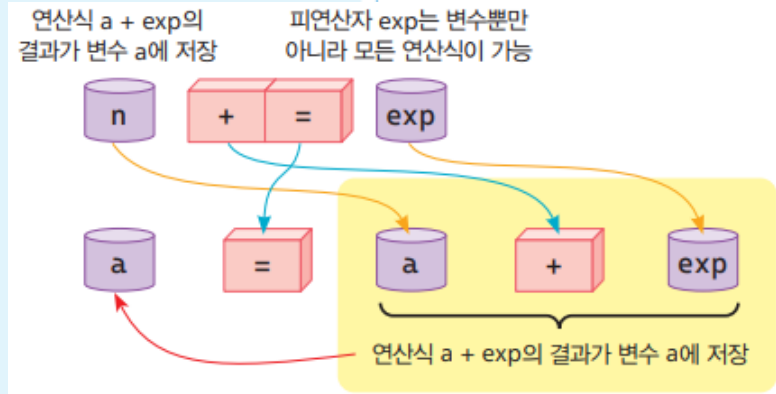 연산식 a + exp의
결과가 변수 a에 저장
피연산자 exp는 변수뿐만
아니라 모든 연산식이 가능
n + = exp
a = a + exp
연산식 a + exp의 결과가 변수 a에 저장